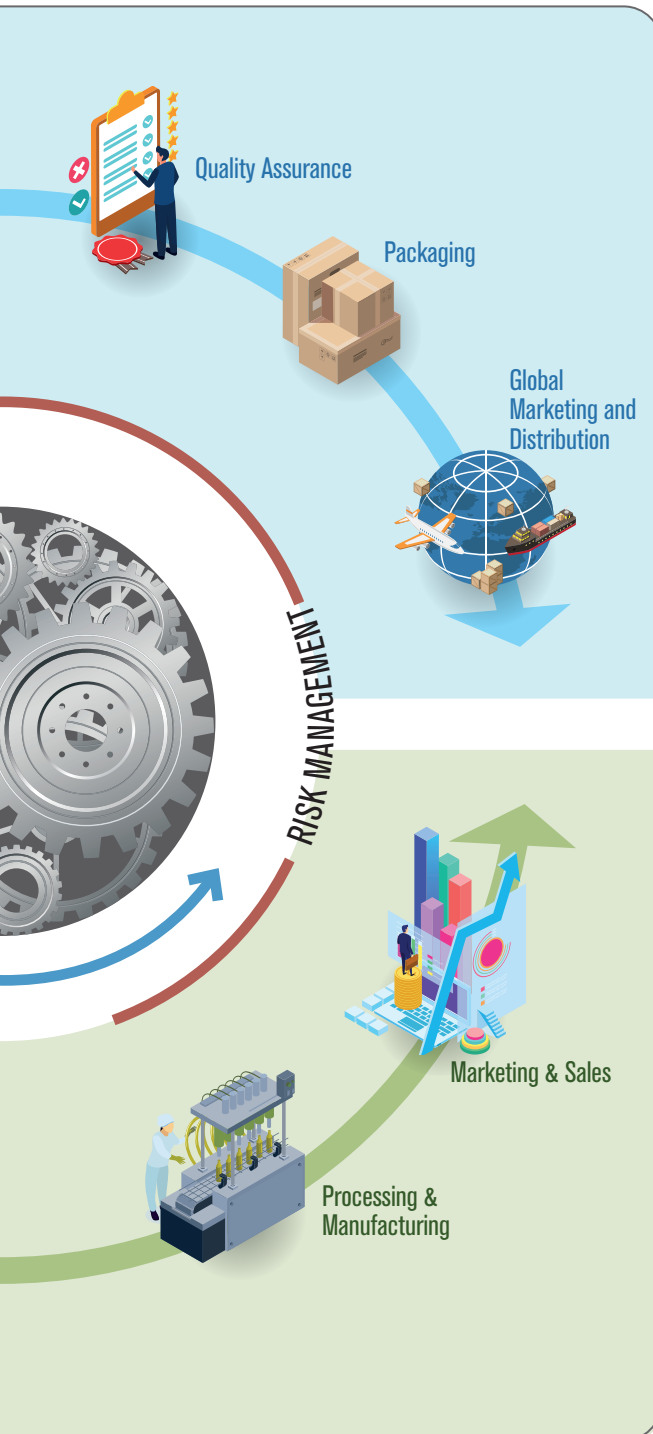 Quality Assurance
Packaging
Global
Marketing and
Distribution
RISK MANAGEMENT
Marketing & Sales
Processing &
Manufacturing